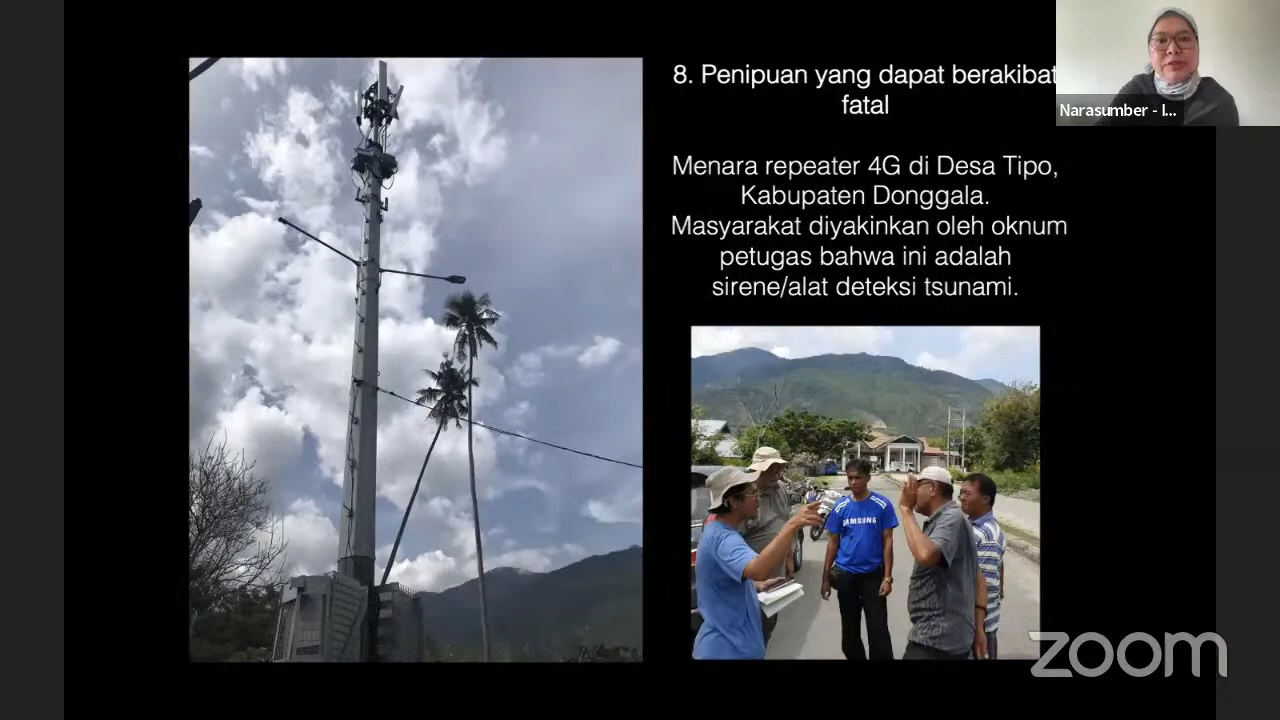 8. Penipuan yang dapat berakibat
fatal
Menara repeater 4G di Desa Tipo,
Kabupaten Donggala.
Masyarakat diyakinkan oleh oknum
petugas bahwa ini adalah
sirene/alat deteksi tsunami.
Narasumber - I...
SAMSUNG
zoom